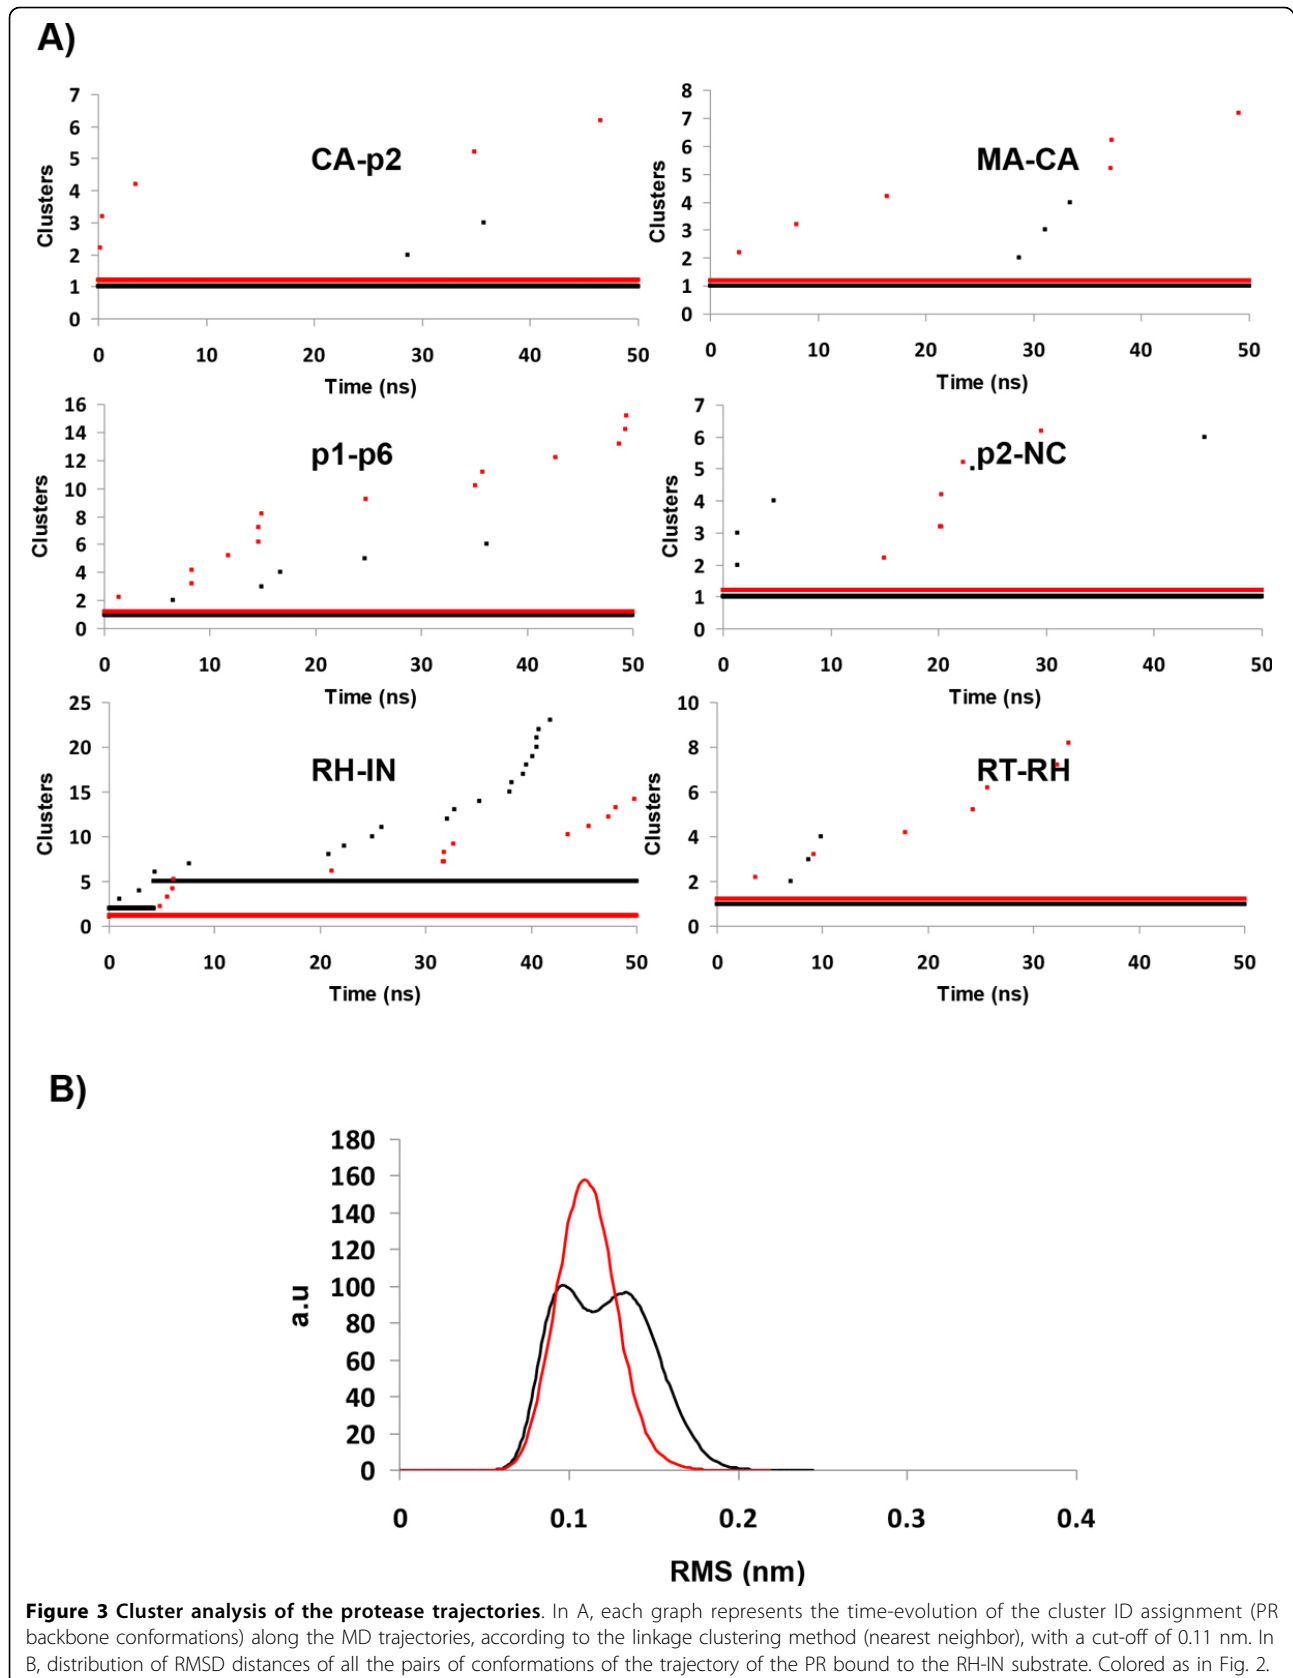 A)
7
6
5
4
3
2
1
0
Clusters
CA-p2
0 10 20 30 40 50
Time (ns)
8
7
6
5
4
3
2
1
0
Clusters
MA-CA
0 10 20 30 40 50
Time (ns)
16
14
12
10
8
6
4
2
0
Clusters
p1-p6
0 10 20 30 40 50
Time (ns)
7
6
5
4
3
2
1
0
Clusters
p2-NC
0 10 20 30 40 50
Time (ns)
25
20
15
10
5
0
Clusters
RH-IN
0 10 20 30 40 50
Time (ns)
10
8
6
4
2
0
Clusters
RT-RH
0 10 20 30 40 50
Time (ns)
B)
180
160
140
120
100
80
60
40
20
0
a.u
0 0.1 0.2 0.3 0.4
RMS (nm)
Figure 3 Cluster analysis of the protease trajectories. In A, each graph represents the time-evolution of the cluster ID assignment (PR
backbone conformations) along the MD trajectories, according to the linkage clustering method (nearest neighbor), with a cut-off of 0.11 nm. In
B, distribution of RMSD distances of all the pairs of conformations of the trajectory of the PR bound to the RH-IN substrate. Colored as in Fig. 2.